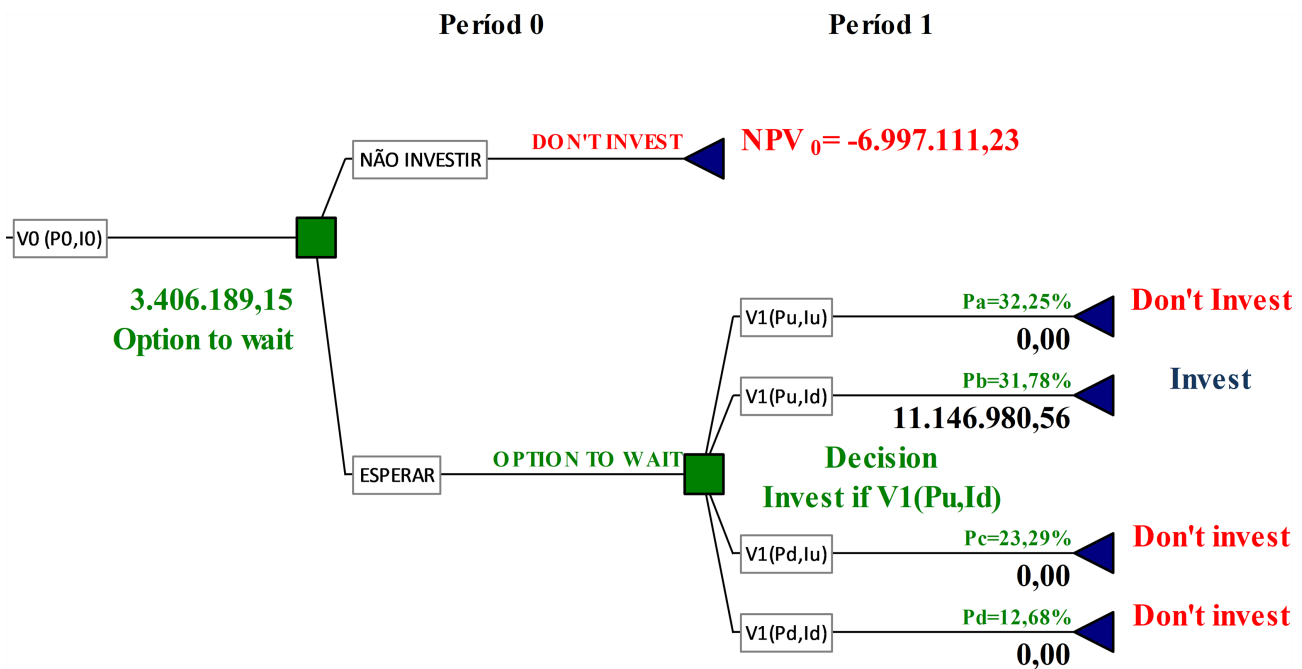 Períod 0
Períod 1
NÃO INVESTIR
DON'T INVEST
NPV 0= -6.997.111,23
V0 (P0,I0)
3.406.189,15
Option to wait
V1(Pu,Iu)
Pa=32,25%
0,00
Don't Invest
V1(Pu,Id)
Pb=31,78%
11.146.980,56
Invest
ESPERAR
OPTION TO WAIT
Decision
Invest if V1(Pu,Id)
V1(Pd,Iu)
Pc=23,29%
0,00
Don't invest
V1(Pd,Id)
Pd=12,68%
0,00
Don't invest